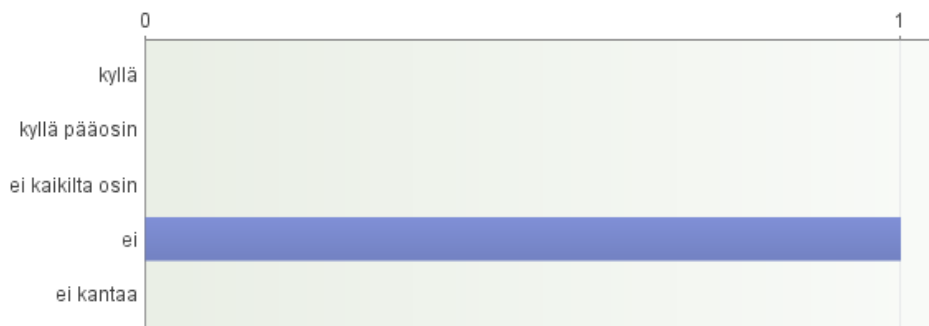 0 1
kyllä
kyllä pääosin
ei kaikilta osin
ei
ei kantaa